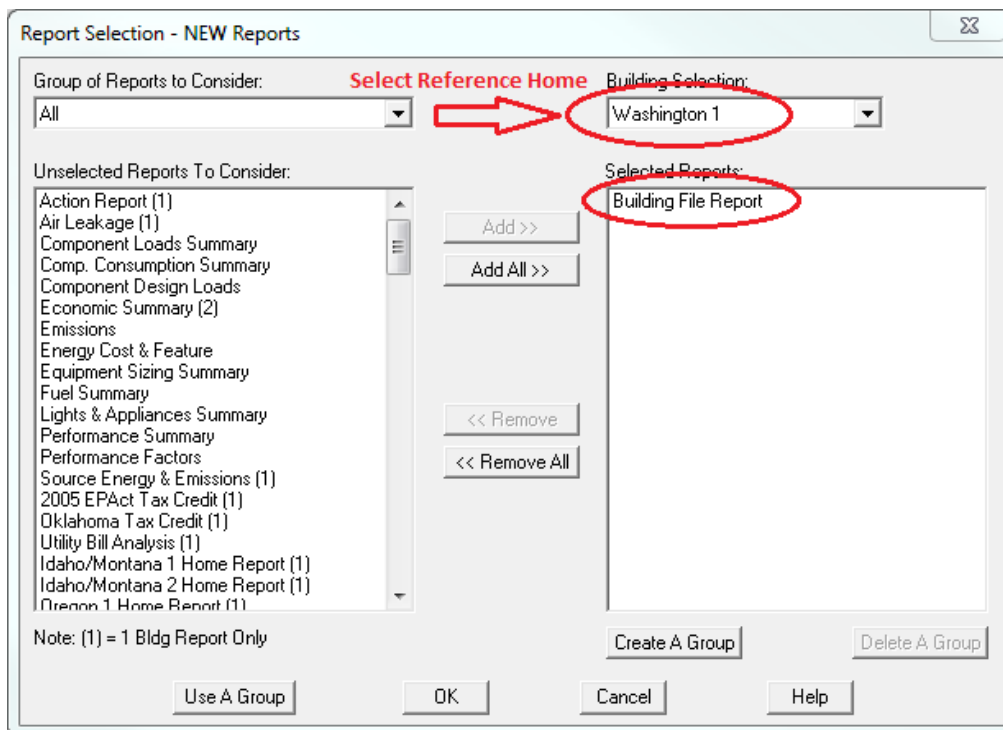 Report Selection - NEW Reports
Group of Reports to Consider:
Select Reference Home
Building Selection:
All
Washington 1
Unselected Reports To Consider:
Selected Reports:
Action Report (1)
Air Leakage (1)
Component Loads Summary
Comp. Consumption Summary
Component Design Loads
Economic Summary (2)
Emissions
Energy Cost & Feature
Equipment Sizing Summary
Fuel Summary
Lights & Appliances Summary
Performance Summary
Performance Factors
Source Energy & Emissions (1)
2005 EPAct Tax Credit (1)
Oklahoma Tax Credit (1)
Utility Bill Analysis (1)
Idaho/Montana 1 Home Report (1)
Idaho/Montana 2 Home Report (1)
Oregon 1 Home Report (1)
Add >>
Add All >>
<< Remove
<< Remove All
Building File Report
Note: (1) = 1 Bldg Report Only
Create A Group
Delete A Group
Use A Group
OK
Cancel
Help